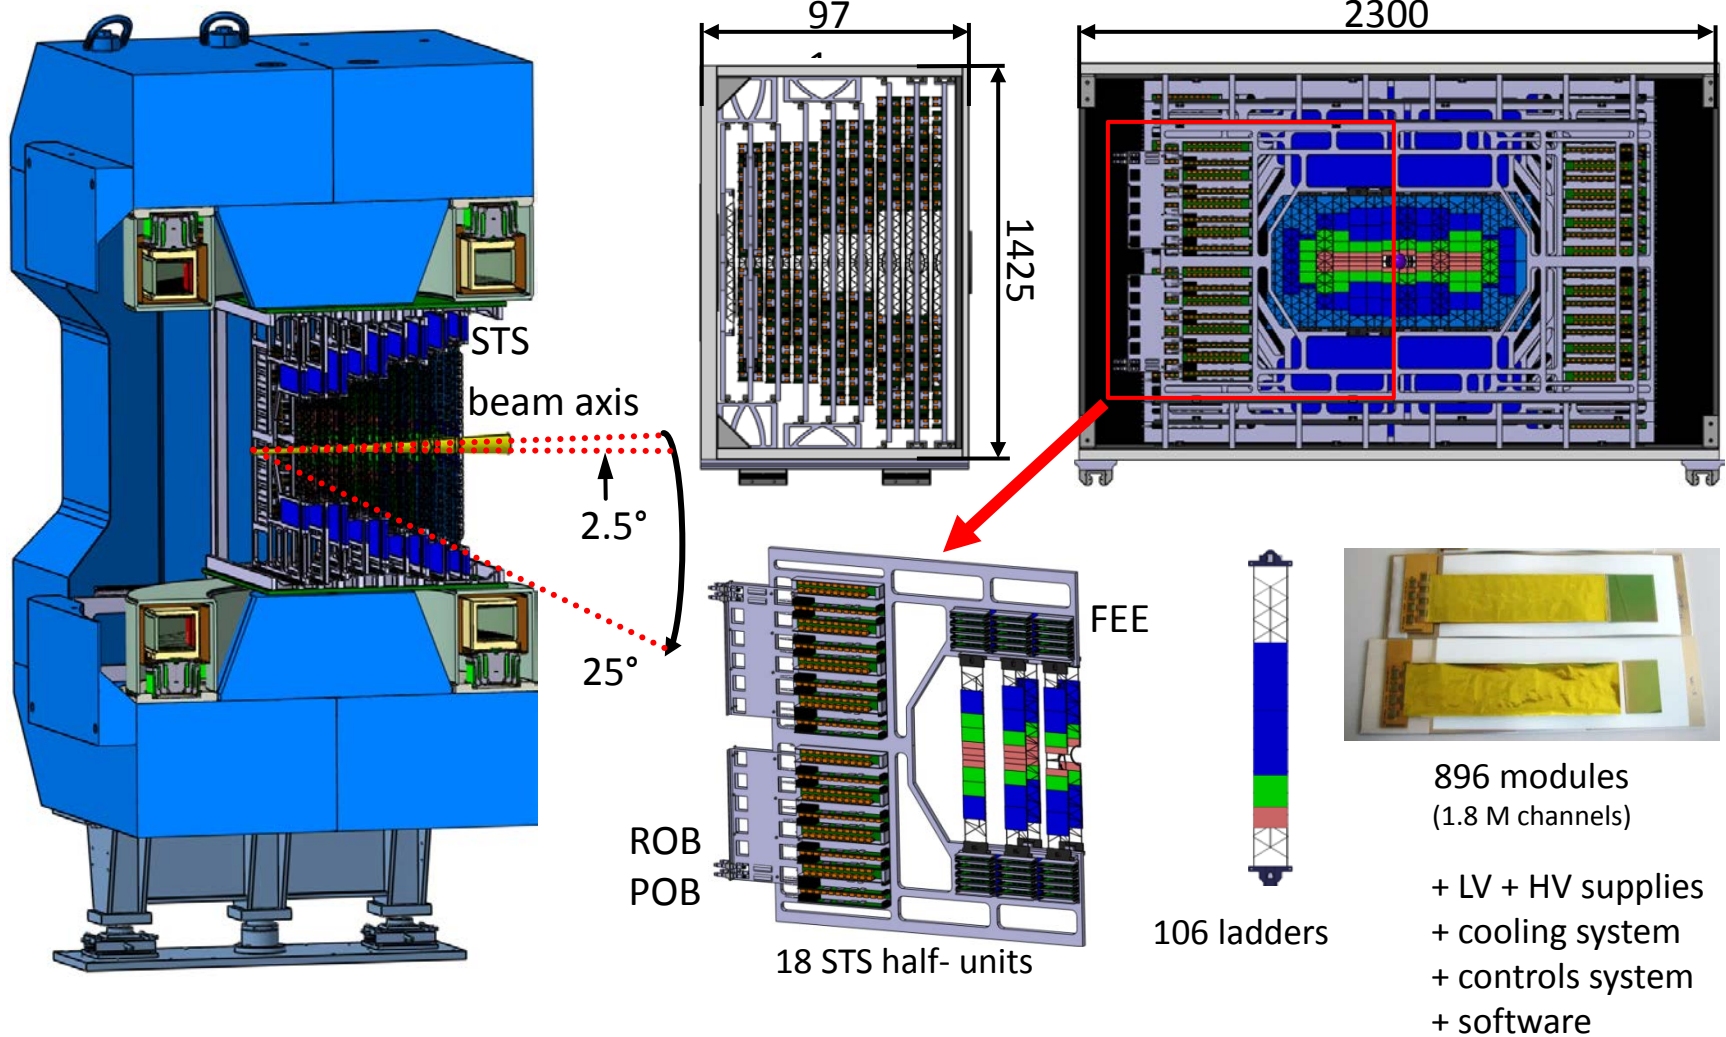 97
1
2300
1425
STS
beam axis
2.5°
25°
FEE
ROB
POB
18 STS half- units
106 ladders
896 modules
(1.8 M channels)
+ LV + HV supplies
+ cooling system
+ controls system
+ software